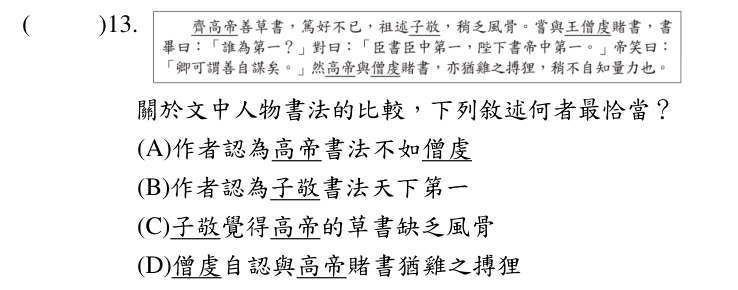 (　　)13.
齊高帝善草書，篤好不已，祖述子敬，稍乏風骨。嘗與王僧虔賭書，書
畢曰：「誰為第一？」對曰：「臣書臣中第一，陛下書帝中第一。」帝笑曰：
「卿可謂善自謀矣。」然高帝與僧虔賭書，亦猶雞之搏狸，稍不自知量力也。
關於文中人物書法的比較，下列敘述何者最恰當？
(A)作者認為高帝書法不如僧虔
(B)作者認為子敬書法天下第一
(C)子敬覺得高帝的草書缺乏風骨
(D)僧虔自認與高帝賭書猶雞之搏狸